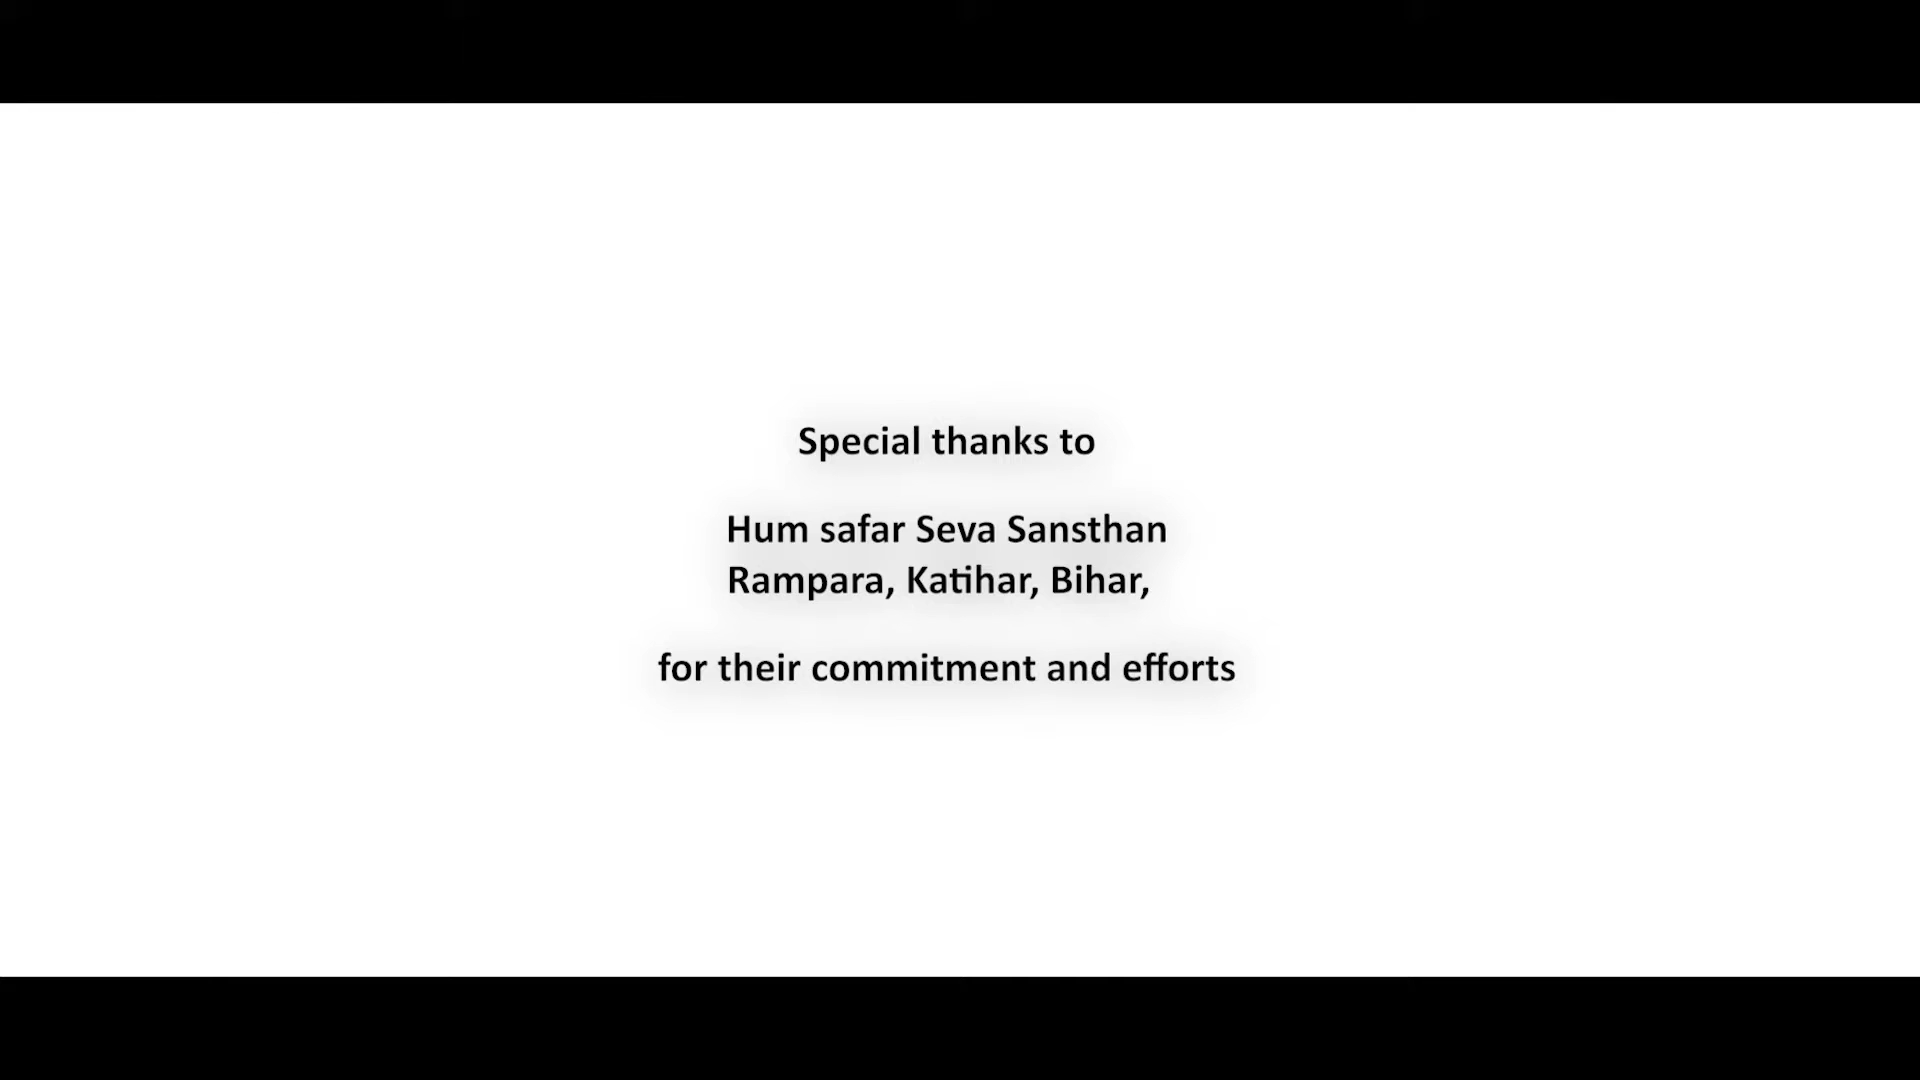 Special thanks to
Hum safar Seva Sansthan
Rampara, Katihar, Bihar,
for their commitment and efforts